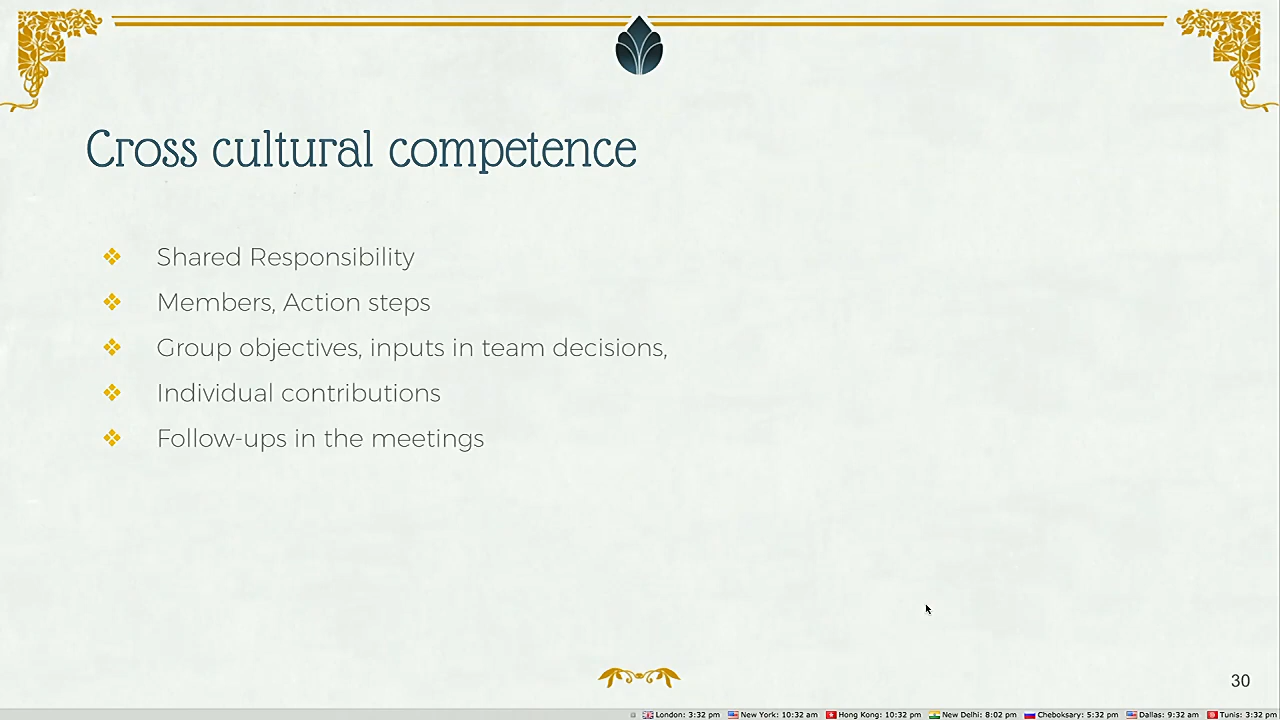 Cross cultural competence
Shared Responsibility
Members, Action steps
Group objectives, inputs in team decisions,
Individual contributions
Follow-ups in the meetings
30
London: 3:32 pm New York: 10:32 am Hong Kong: 10:32 pm New Delhi: 8:02 pm Cheboksary: 5:32 pm Dallas: 9:32 am Tunis: 3:32 pm